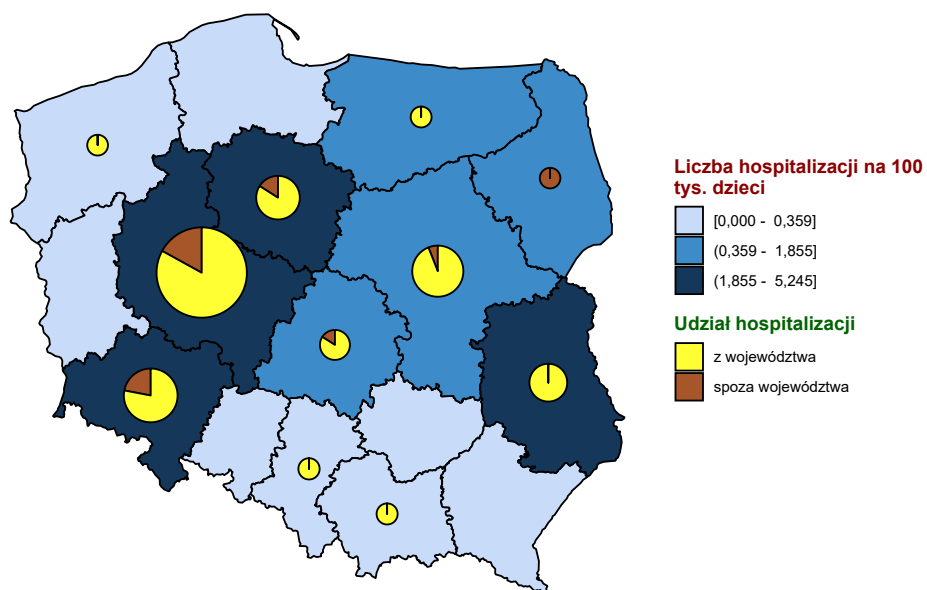 Liczba hospitalizacji na 100
tys. dzieci
[0,000 - 0,359]
(0,359 - 1,855]
(1,855 - 5,245]
Udział hospitalizacji
z województwa
spoza województwa